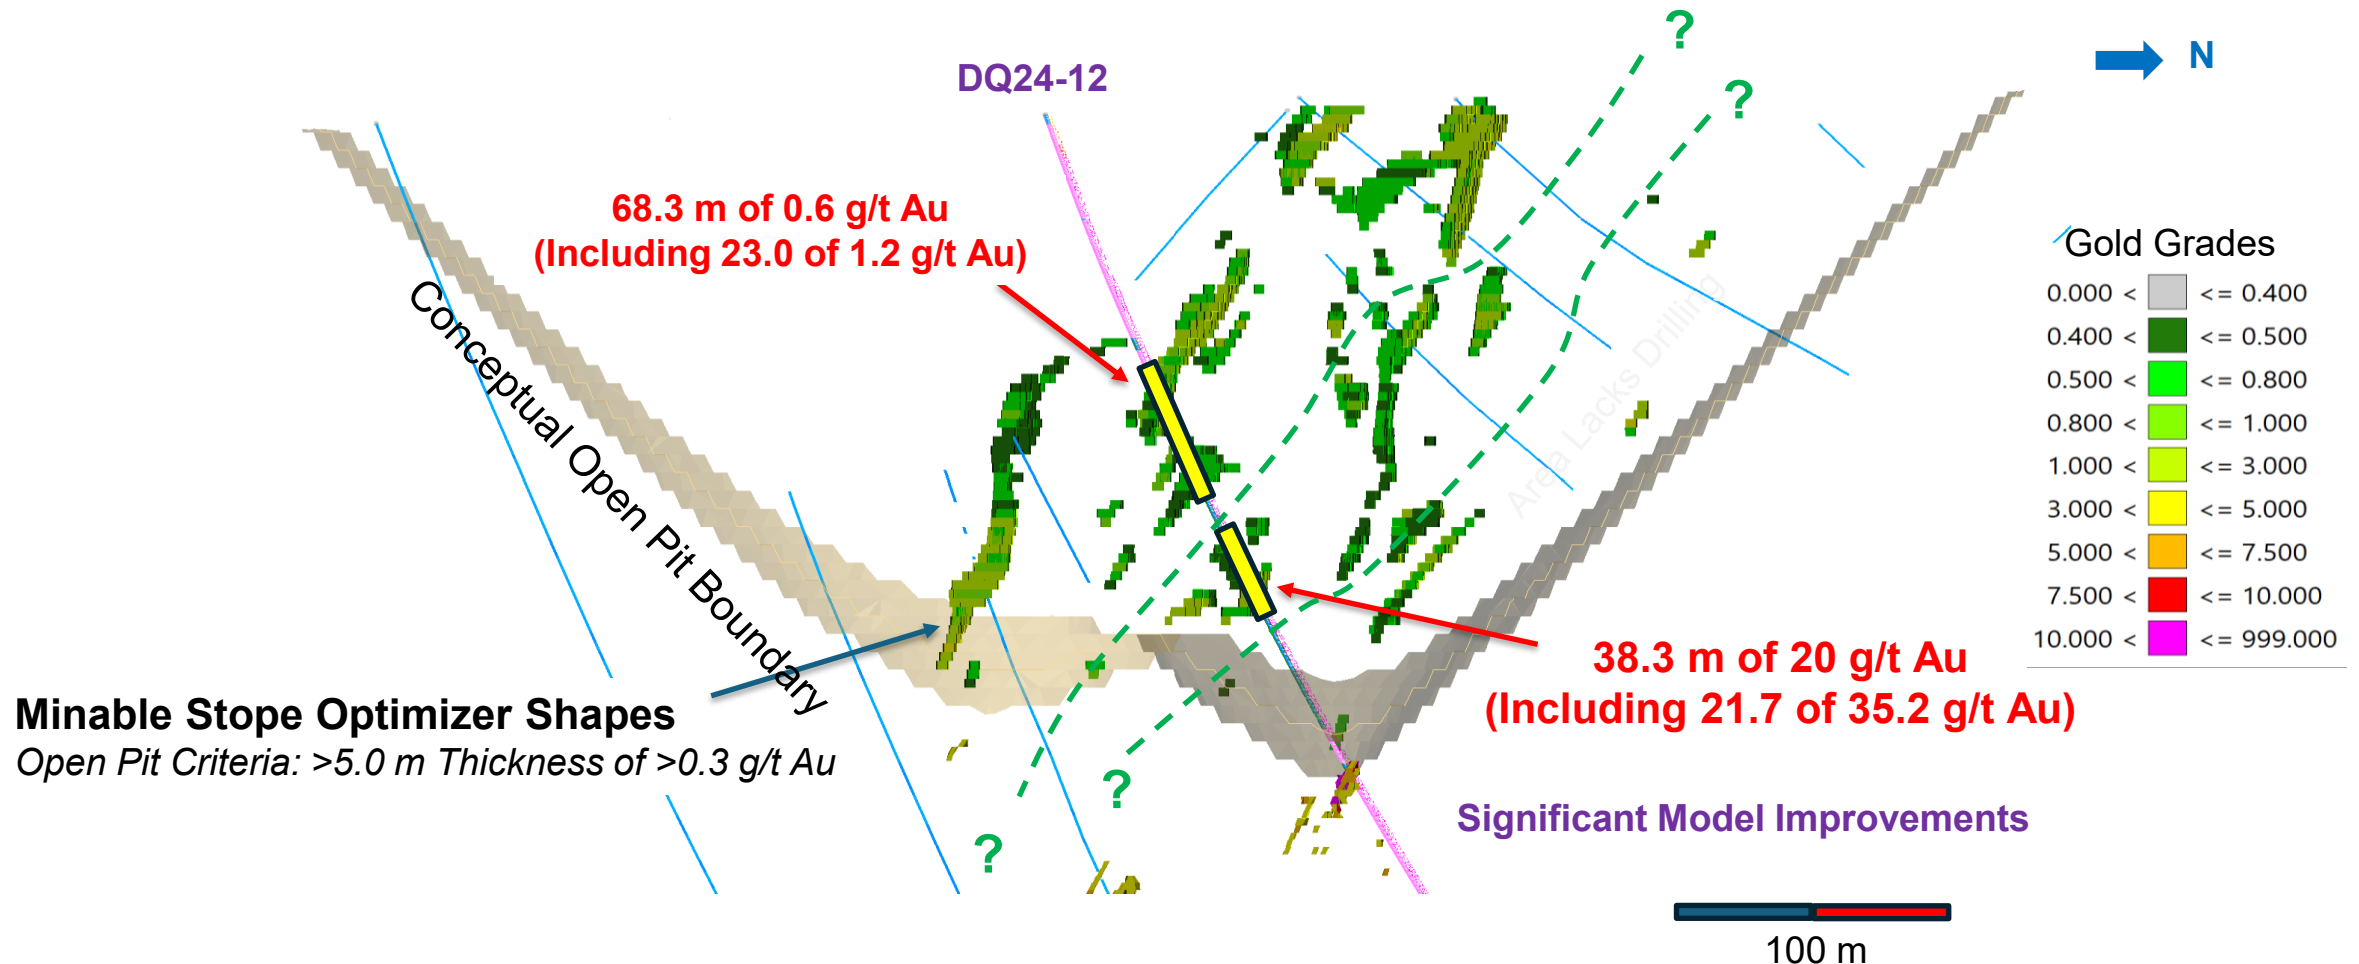 ?
N
DQ24-12
?
68.3 m of 0.6 g/t Au
(Including 23.0 of 1.2 g/t Au)
Gold Grades
0.000 < <= 0.400
0.400 < <= 0.500
0.500 < <= 0.800
0.800 < <= 1.000
1.000 < <= 3.000
3.000 < <= 5.000
5.000 < <= 7.500
7.500 < <= 10.000
10.000 < <= 999.000
Conceptual Open Pit Boundary
Area Lacks Drilling
38.3 m of 20 g/t Au
(Including 21.7 of 35.2 g/t Au)
Minable Stope Optimizer Shapes
Open Pit Criteria: >5.0 m Thickness of >0.3 g/t Au
?
Significant Model Improvements
?
100 m